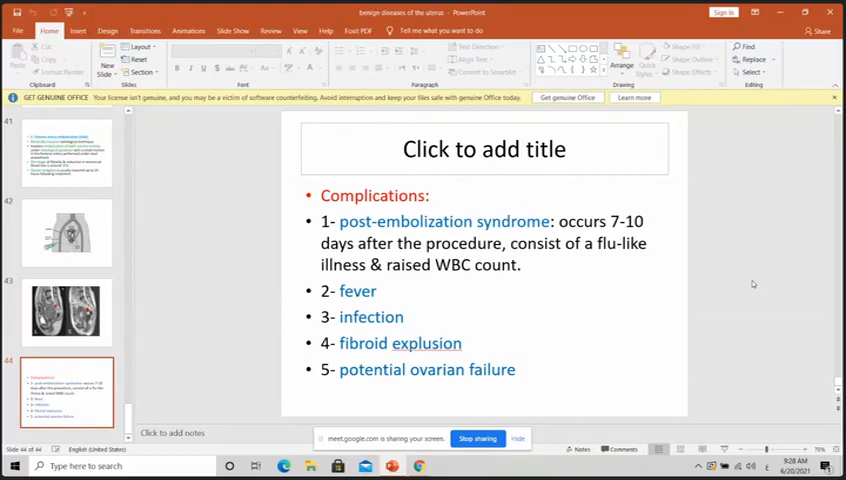 benign diseases of the uterus - PowerPoint
Sign in
File Home Insert Design Transitions Animations Slide Show Review View Help Foxit PDF Tell me what you want to do
Share
Paste
Cut
Copy
Format Painter
Clipboard
New Slide
Layout
Reset
Section
Slides
Font
Text Direction
Align Text
Convert to SmartArt
Paragraph
Arrange
Quick Styles
Shape Fill
Shape Outline
Shape Effects
Drawing
Find
Replace
Select
Editing
GET GENUINE OFFICE Your license isn't genuine, and you may be a victim of software counterfeiting. Avoid interruption and keep your files safe with genuine Office today.
Get genuine Office
Learn more
41
42
43
44
Click to add title
• Complications:
• 1- post-embolization syndrome: occurs 7-10
days after the procedure, consist of a flu-like
illness & raised WBC count.
• 2- fever
• 3- infection
• 4- fibroid explusion
• 5- potential ovarian failure
Click to add notes
meet.google.com is sharing your screen.
Stop sharing
Hide
Slide 44 of 44
English (United States)
Notes
Comments
76%
Type here to search
9:28 AM
6/20/2021